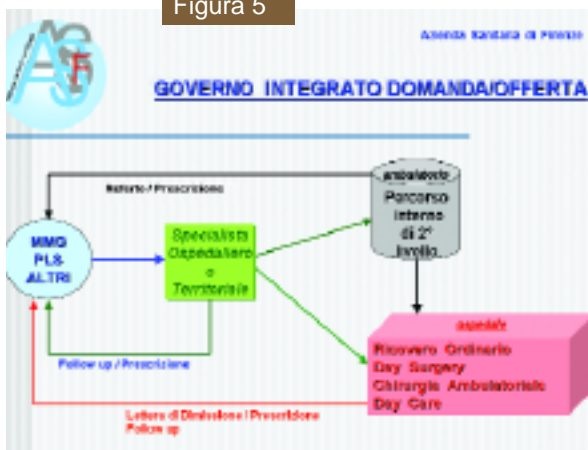 Figura 5
Azienda Sanitaria di Firenze
GOVERNO INTEGRATO DOMANDA/OFFERTA
ambulatorio
Percorso
interno
di 2°
livello
Referto / Prescrizione
MMG
PLS
ALTRI
Specialista
Ospedaliero
o
Territoriale
Follow up / Prescrizione
ospedale
Ricovero Ordinario
Day Surgery
Chirurgia Ambulatoriale
Day Care
Lettera di Dimissione / Prescrizione
Follow up